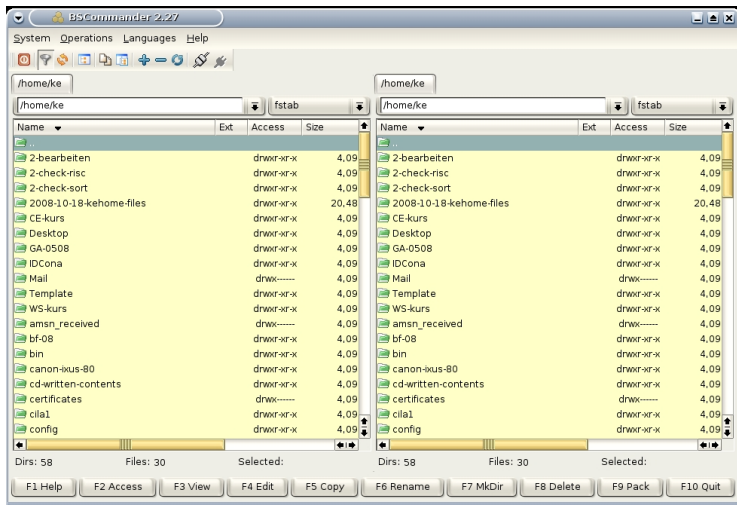 BSCommander 2.27
System Operations Languages Help
/home/ke /home/ke
/home/ke fstab /home/ke fstab
Name Ext Access Size Name Ext Access Size
.. ..
2-bearbeiten drwxr-xr-x 4,09 2-bearbeiten drwxr-xr-x 4,09
2-check-risc drwxr-xr-x 4,09 2-check-risc drwxr-xr-x 4,09
2-check-sort drwxr-xr-x 4,09 2-check-sort drwxr-xr-x 4,09
2008-10-18-kehome-files drwxr-xr-x 20,48 2008-10-18-kehome-files drwxr-xr-x 20,48
CE-kurs drwxr-xr-x 4,09 CE-kurs drwxr-xr-x 4,09
Desktop drwxr-xr-x 4,09 Desktop drwxr-xr-x 4,09
GA-0508 drwxr-xr-x 4,09 GA-0508 drwxr-xr-x 4,09
IDCona drwxr-xr-x 4,09 IDCona drwxr-xr-x 4,09
Mail drwx------ 4,09 Mail drwx------ 4,09
Template drwxr-xr-x 4,09 Template drwxr-xr-x 4,09
WS-kurs drwxr-xr-x 4,09 WS-kurs drwxr-xr-x 4,09
amsn_received drwx------ 4,09 amsn_received drwx------ 4,09
bf-08 drwxr-xr-x 4,09 bf-08 drwxr-xr-x 4,09
bin drwxr-xr-x 4,09 bin drwxr-xr-x 4,09
canon-ixus-80 drwxr-xr-x 4,09 canon-ixus-80 drwxr-xr-x 4,09
cd-written-contents drwxr-xr-x 4,09 cd-written-contents drwxr-xr-x 4,09
certificates drwx------ 4,09 certificates drwx------ 4,09
cila1 drwxr-xr-x 4,09 cila1 drwxr-xr-x 4,09
config drwxr-xr-x 4,09 config drwxr-xr-x 4,09
Dirs: 58 Files: 30 Selected: Dirs: 58 Files: 30 Selected:
F1 Help F2 Access F3 View F4 Edit F5 Copy F6 Rename F7 MkDir F8 Delete F9 Pack F10 Quit